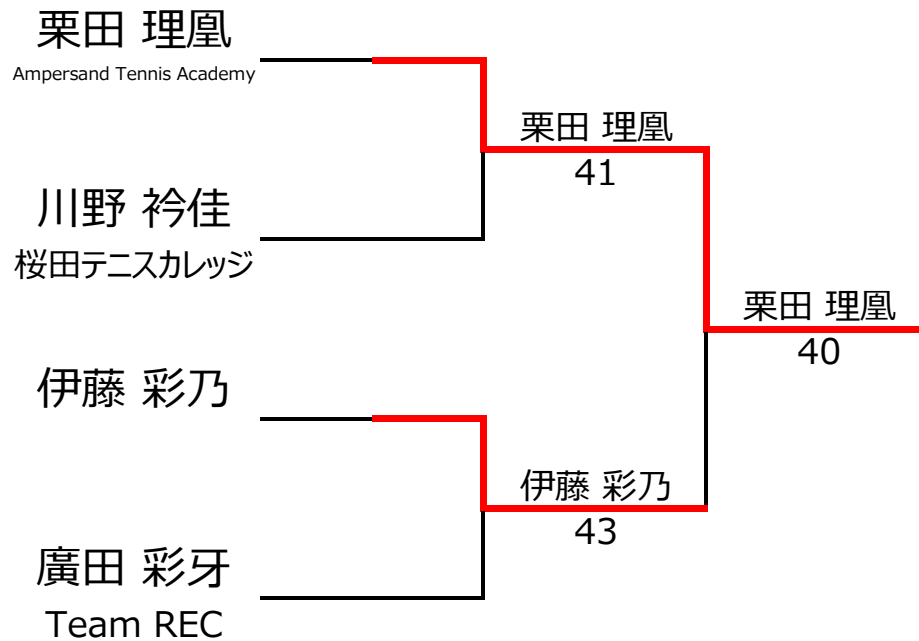 栗田 理凰
Ampersand Tennis Academy
栗田 理凰
41
川野 衿佳
桜田テニスカレッジ
栗田 理凰
40
伊藤 彩乃
伊藤 彩乃
43
廣田 彩牙
Team REC